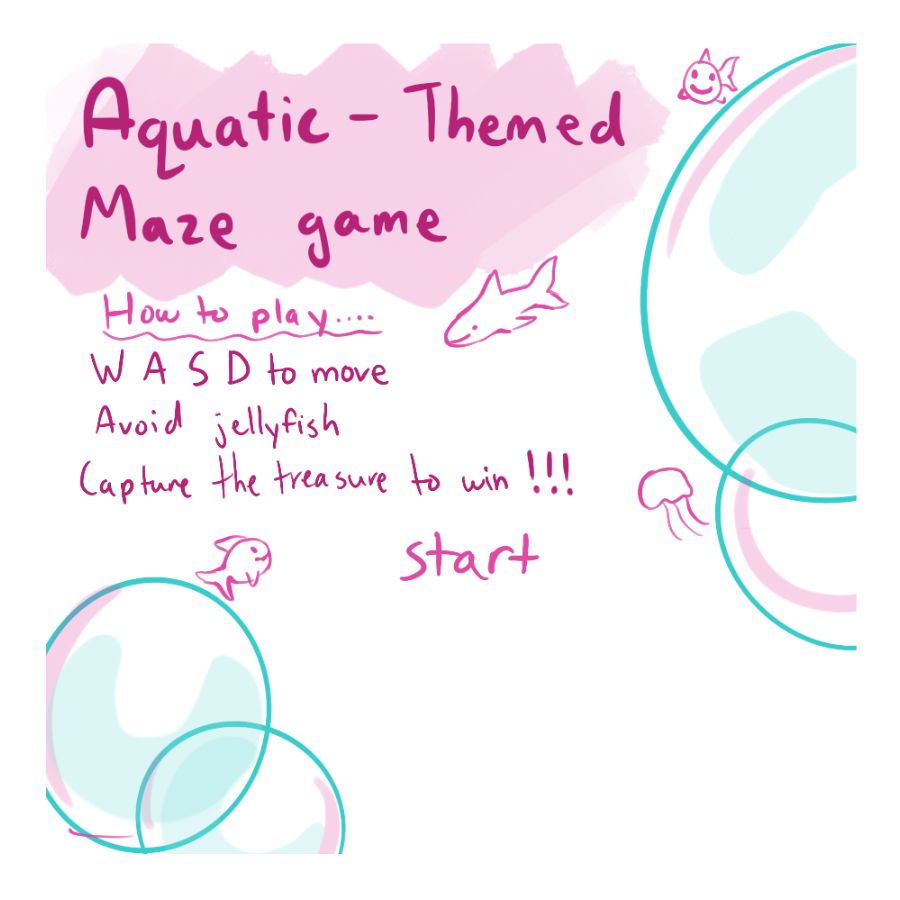 Aquatic - Themed
Maze game
How to play....
W A S D to move
Avoid jellyfish
Capture the treasure to win !!!
start